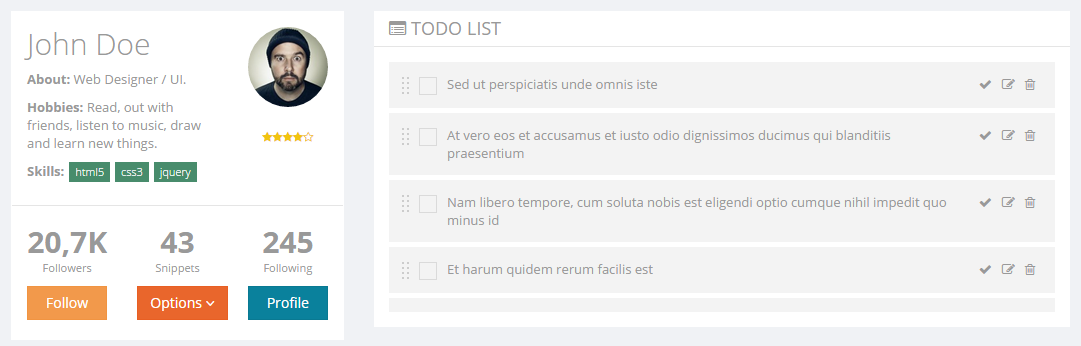 John Doe
About: Web Designer / UI.
Hobbies: Read, out with
friends, listen to music, draw
and learn new things.
Skills: html5 css3 jquery
20,7K 43 245
Followers Snippets Following
Follow Options Profile
TODO LIST
Sed ut perspiciatis unde omnis iste
At vero eos et accusamus et iusto odio dignissimos ducimus qui blanditiis
praesentium
Nam libero tempore, cum soluta nobis est eligendi optio cumque nihil impedit quo
minus id
Et harum quidem rerum facilis est